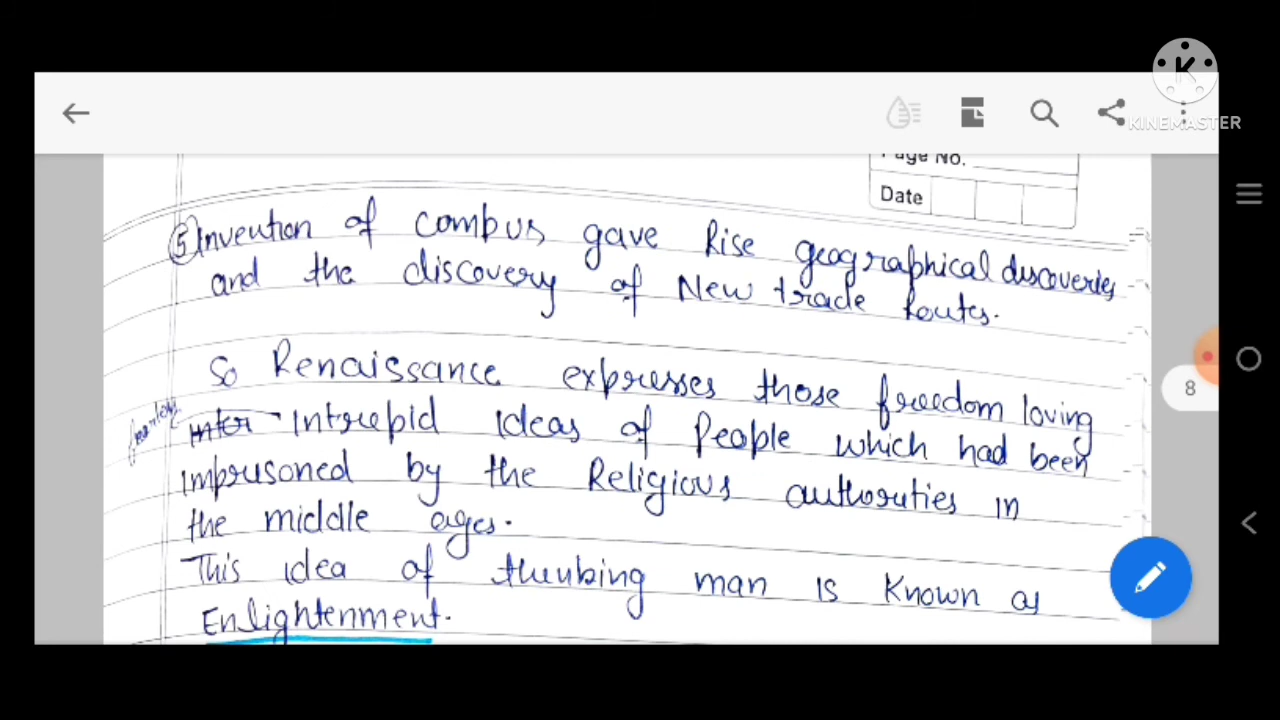 KINEMASTER
Page No.
Date
8
⑤ Invention of combus gave Rise geographical discoveries
and the discovery of New trade Routes.
So Renaissance expresses those freedom loving
fearless
Inter Intrepid ideas of People which had been
imprisoned by the Religious authorities in
the middle ages.
This idea of thinking man is known as
Enlightenment.